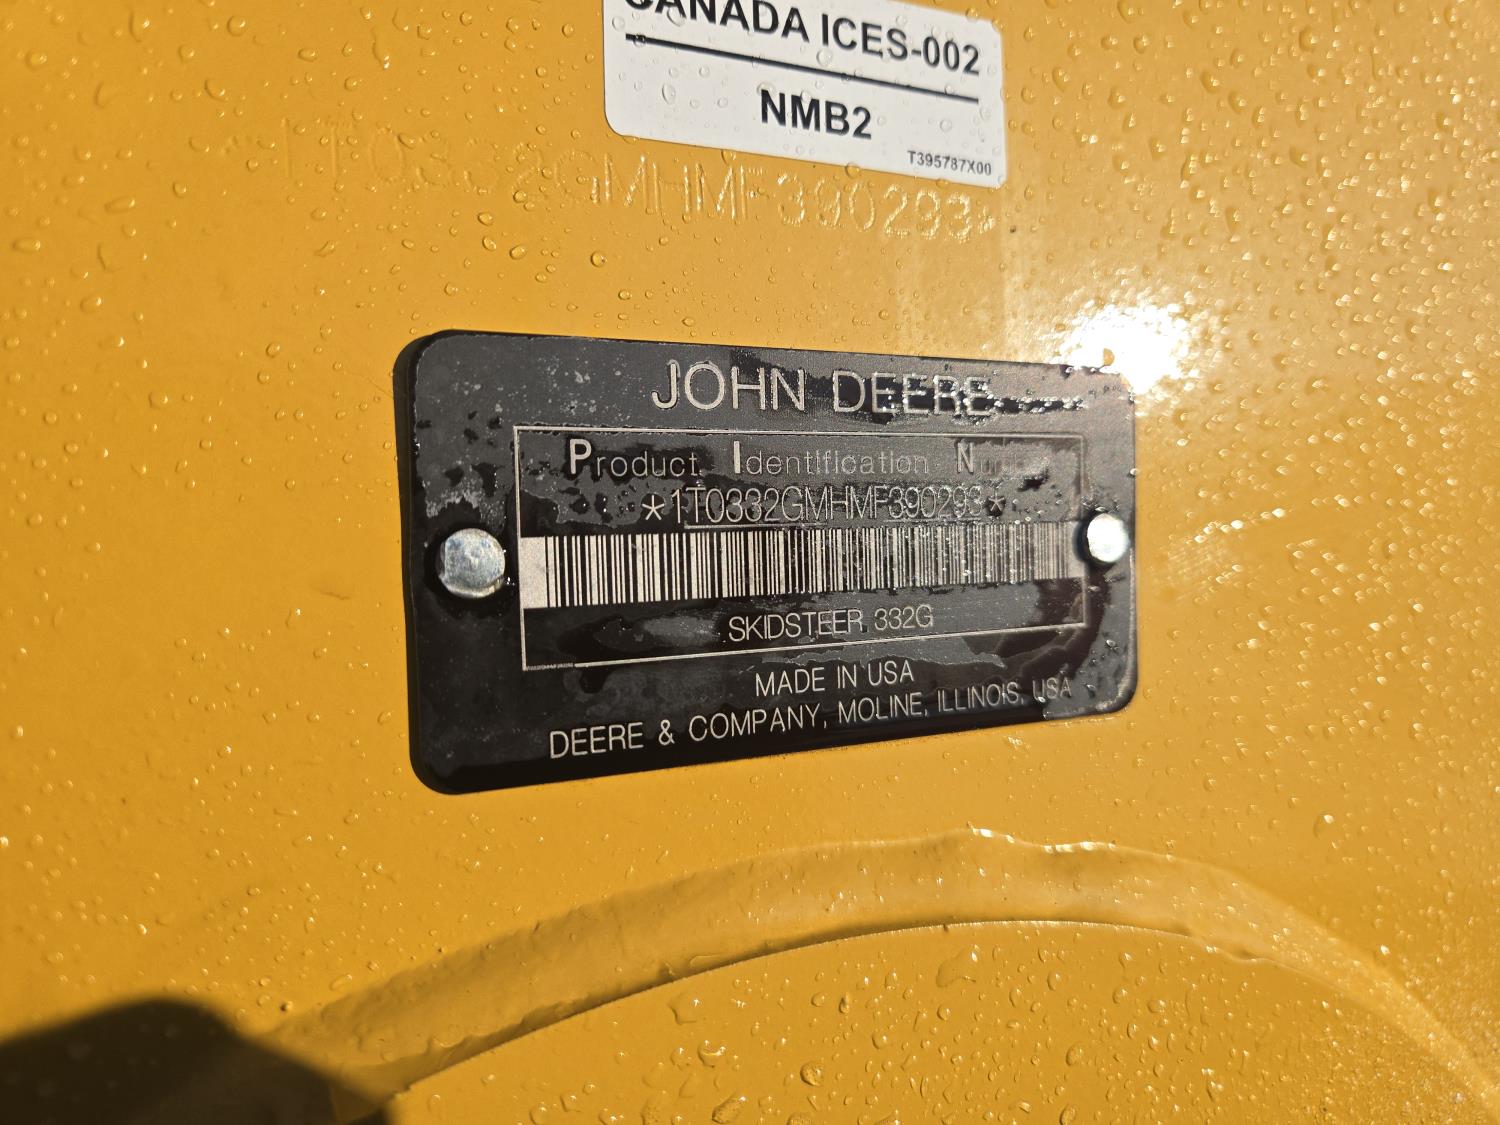 CANADA ICES-002
NMB2
T395787X00
1T0332GMHMF390293*
JOHN DEERE
Product Identification Number
*1T0332GMHMF390293*
SKIDSTEER 332G
MADE IN USA
DEERE & COMPANY, MOLINE, ILLINOIS, USA